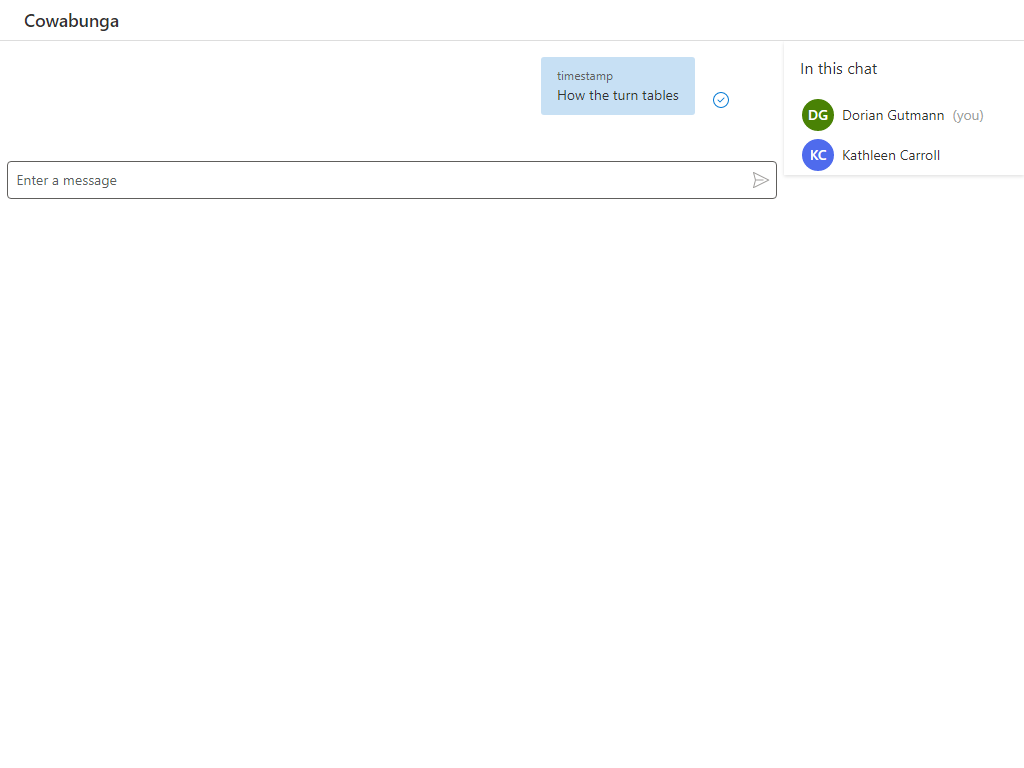 Cowabunga
timestamp
How the turn tables
Enter a message
In this chat
DG Dorian Gutmann (you)
KC Kathleen Carroll